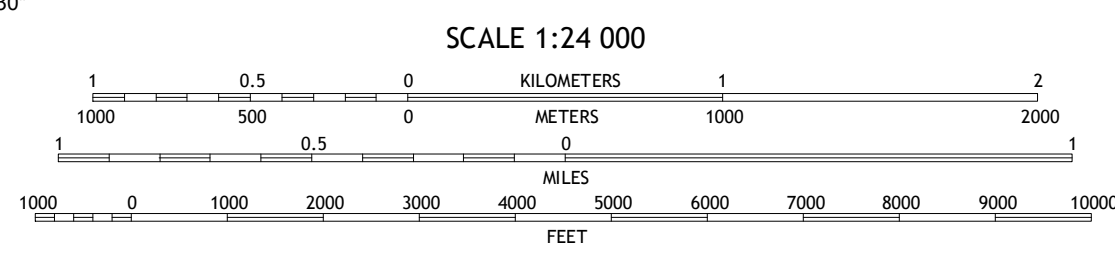 30"
SCALE 1:24 000
1 0.5 0 KILOMETERS 1 2
1000 500 0 METERS 1000 2000
1 0.5 0 1
MILES
1000 0 1000 2000 3000 4000 5000 6000 7000 8000 9000 10000
FEET